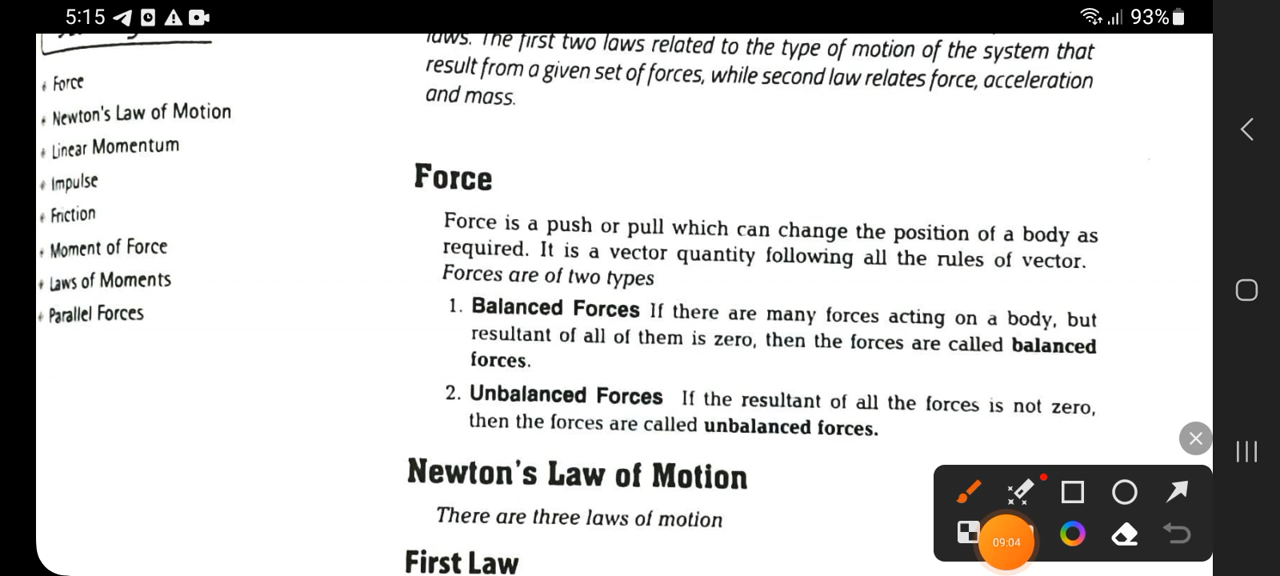 5:15
93%
laws. The first two laws related to the type of motion of the system that
result from a given set of forces, while second law relates force, acceleration
and mass.
Force
Newton's Law of Motion
Linear Momentum
Impulse
Friction
Moment of Force
Laws of Moments
Parallel Forces
Force
Force is a push or pull which can change the position of a body as
required. It is a vector quantity following all the rules of vector.
Forces are of two types
1. Balanced Forces If there are many forces acting on a body, but
resultant of all of them is zero, then the forces are called balanced
forces.
2. Unbalanced Forces If the resultant of all the forces is not zero,
then the forces are called unbalanced forces.
Newton's Law of Motion
There are three laws of motion
First Law
09:04